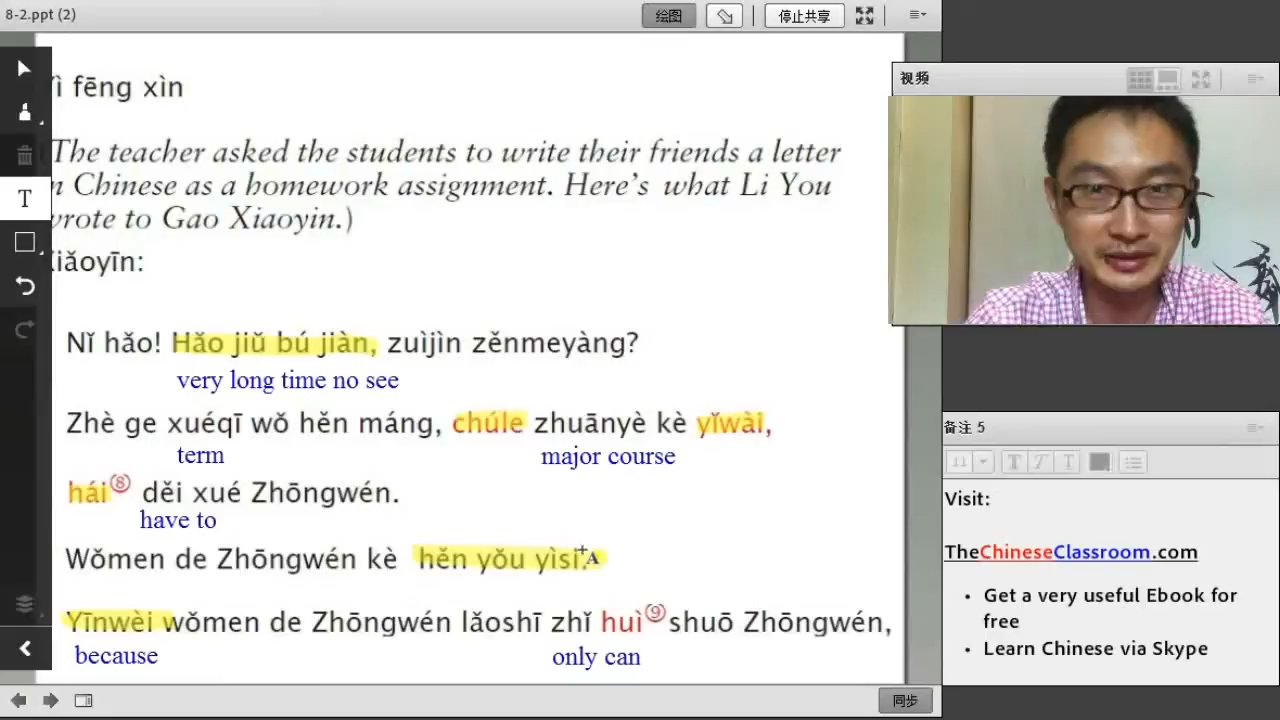 8-2.ppt (2)
绘图
停止共享
视频
ì fēng xìn
The teacher asked the students to write their friends a letter
n Chinese as a homework assignment. Here's what Li You
wrote to Gao Xiaoyin.)
iǎoyīn:
Nǐ hǎo! Hǎo jiǔ bú jiàn, zuìjìn zěnmeyàng?
very long time no see
Zhè ge xuéqī wǒ hěn máng, chúle zhuānyè kè yǐwài,
term major course
hái⑧ děi xué Zhōngwén.
have to
Wǒmen de Zhōngwén kè hěn yǒu yìsi.
Yīnwèi wǒmen de Zhōngwén lǎoshī zhǐ huì⑨ shuō Zhōngwén,
because only can
备注 5
11
Visit:
TheChineseClassroom.com
• Get a very useful Ebook for
free
• Learn Chinese via Skype
同步